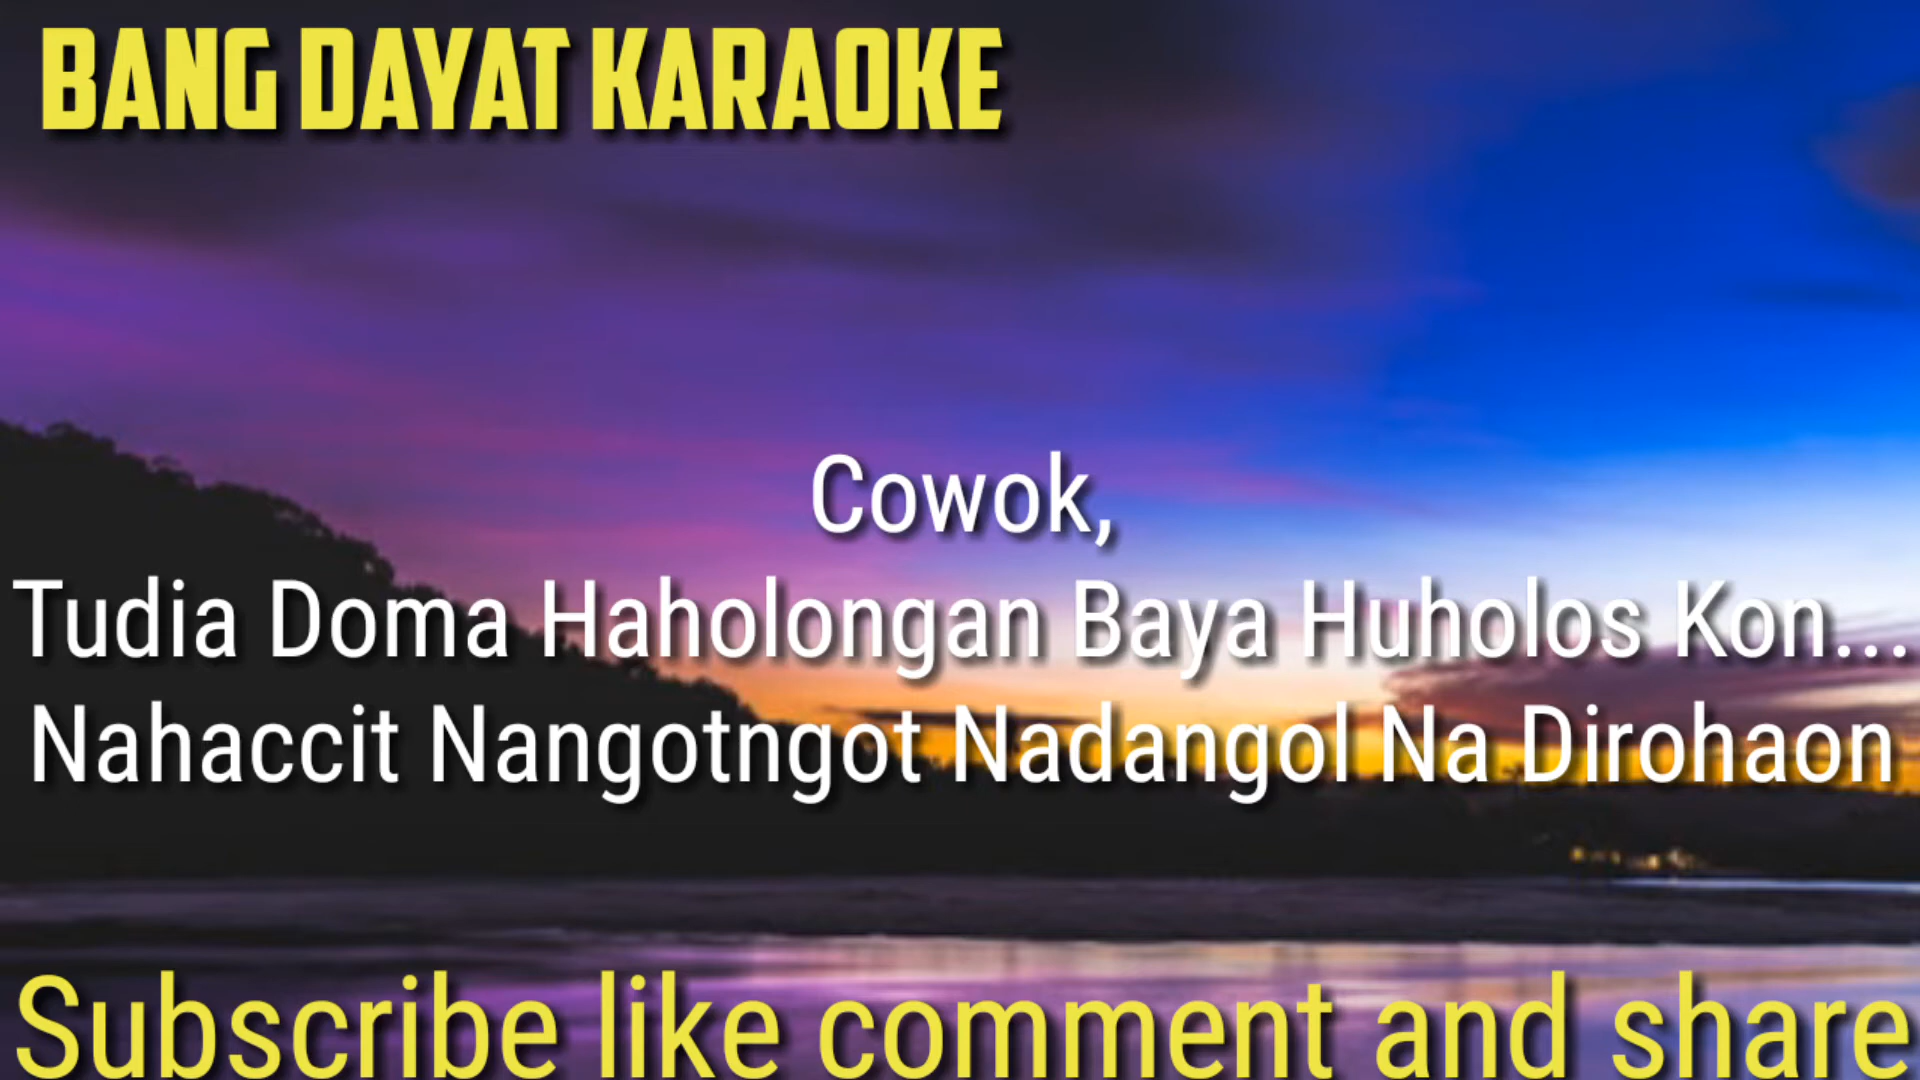 BANG DAYAT KARAOKE
Cowok,
Tudia Doma Haholongan Baya Huholos Kon...
Nahaccit Nangotngot Nadangol Na Dirohaon
Subscribe like comment and share